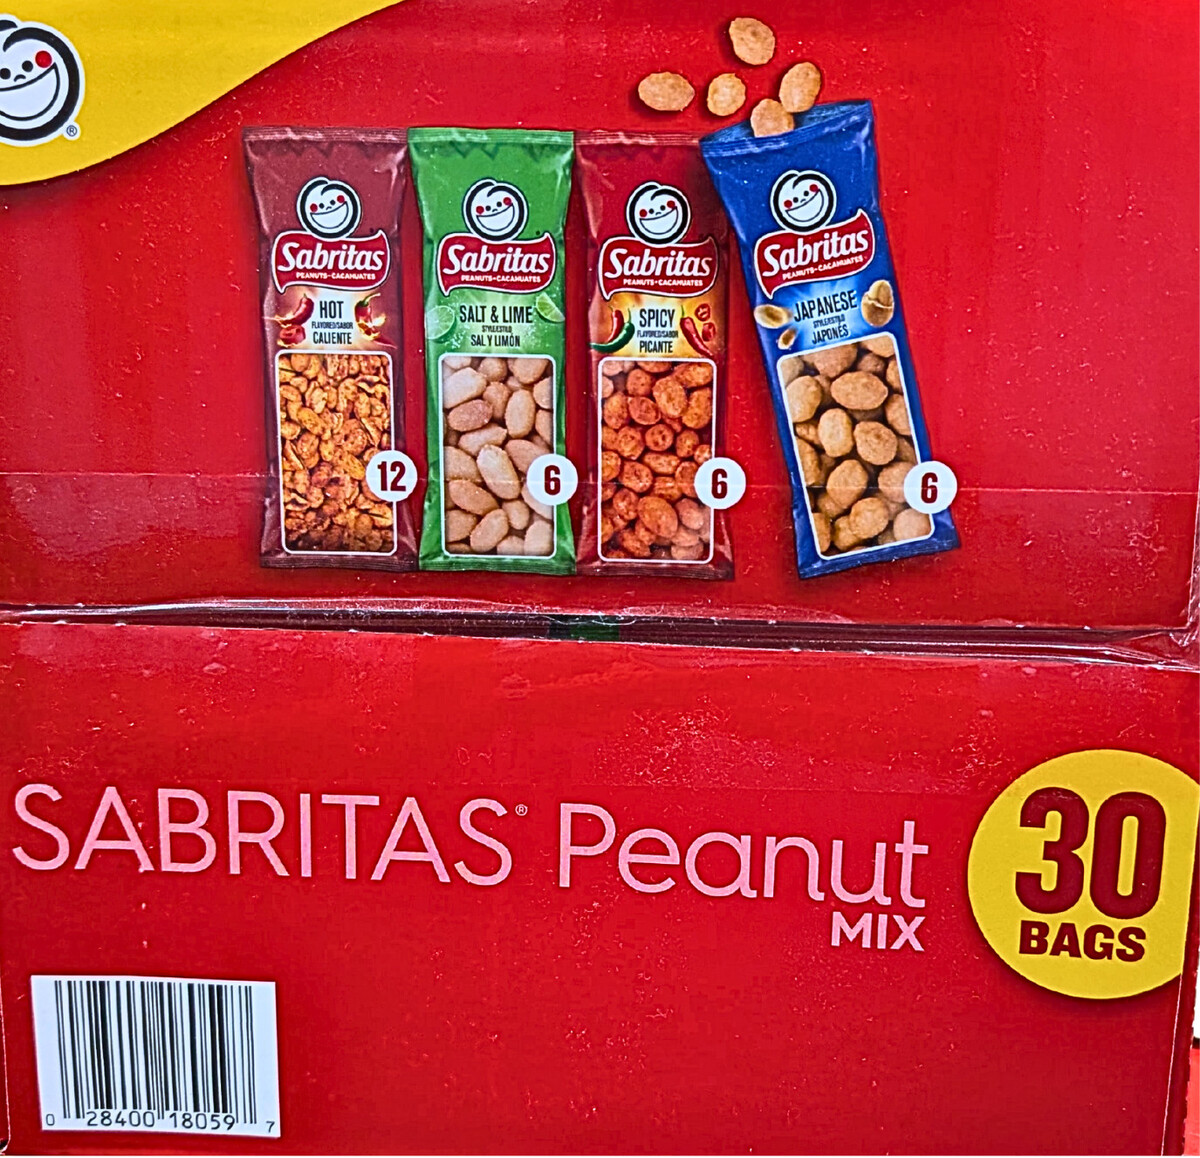 ®
Sabritas
PEANUTS-CACAHUATES
HOT
FLAVORED/SABOR
CALIENTE
12
Sabritas
PEANUTS-CACAHUATES
SALT & LIME
STYLE/ESTILO
SAL Y LIMÓN
6
Sabritas
PEANUTS-CACAHUATES
SPICY
FLAVORED/SABOR
PICANTE
6
Sabritas
PEANUTS-CACAHUATES
JAPANESE
STYLE/ESTILO
JAPONÉS
6
SABRITAS® Peanut
MIX
30
BAGS
0 28400 18059 7